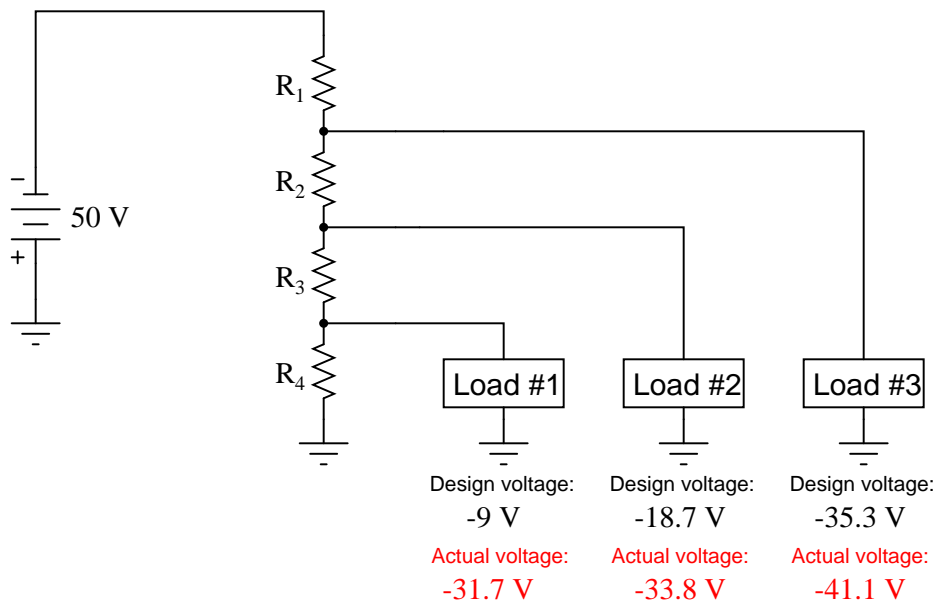 R1
R2
-
50 V
+
R3
R4
Load #1 Load #2 Load #3
Design voltage: Design voltage: Design voltage:
-9 V -18.7 V -35.3 V
Actual voltage: Actual voltage: Actual voltage:
-31.7 V -33.8 V -41.1 V